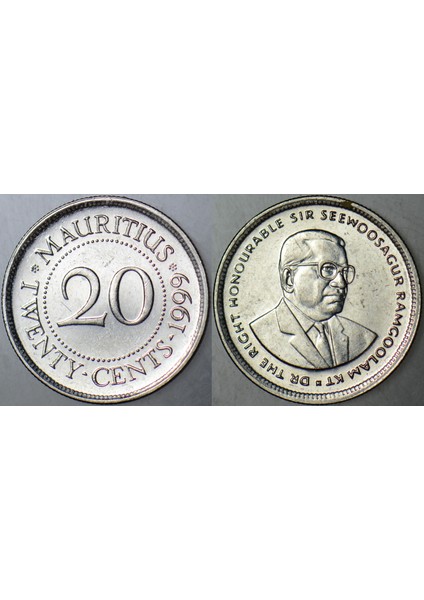 MAURITIUS
20
TWENTY·CENTS·1999
DR THE RIGHT HONOURABLE SIR SEEWOOSAGUR RAMGOOLAM KT